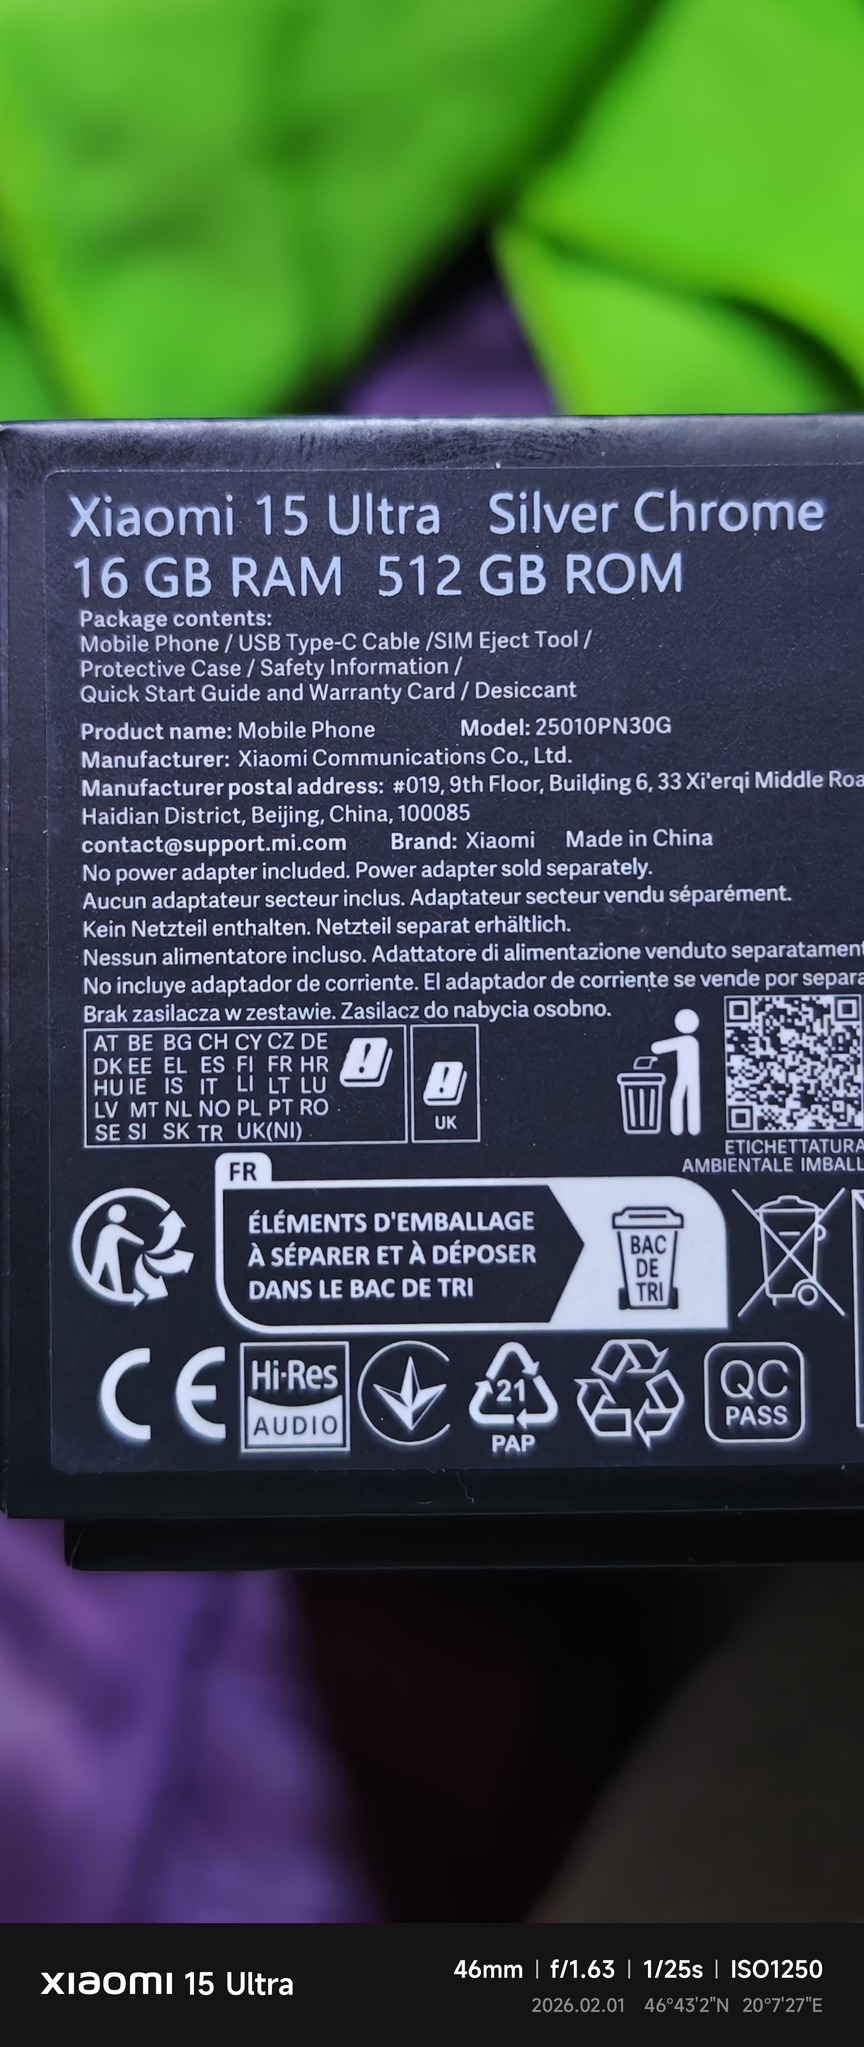 Xiaomi 15 Ultra Silver Chrome
16 GB RAM 512 GB ROM
Package contents:
Mobile Phone / USB Type-C Cable /SIM Eject Tool /
Protective Case / Safety Information /
Quick Start Guide and Warranty Card / Desiccant
Product name: Mobile Phone Model: 25010PN30G
Manufacturer: Xiaomi Communications Co., Ltd.
Manufacturer postal address: #019, 9th Floor, Building 6, 33 Xi'erqi Middle Roa
Haidian District, Beijing, China, 100085
contact@support.mi.com Brand: Xiaomi Made in China
No power adapter included. Power adapter sold separately.
Aucun adaptateur secteur inclus. Adaptateur secteur vendu séparément.
Kein Netzteil enthalten. Netzteil separat erhältlich.
Nessun alimentatore incluso. Adattatore di alimentazione venduto separatament
No incluye adaptador de corriente. El adaptador de corriente se vende por separa
Brak zasilacza w zestawie. Zasilacz do nabycia osobno.
AT BE BG CH CY CZ DE
DK EE EL ES FI FR HR
HU IE IS IT LI LT LU
LV MT NL NO PL PT RO
SE SI SK TR UK(NI)
UK
ETICHETTATURA
AMBIENTALE IMBALL
FR
ÉLÉMENTS D'EMBALLAGE
À SÉPARER ET À DÉPOSER
DANS LE BAC DE TRI
BAC
DE
TRI
CE
Hi-Res
AUDIO
21
PAP
QC
PASS
xiaomi 15 Ultra
46mm | f/1.63 | 1/25s | ISO1250
2026.02.01 46°43'2"N 20°7'27"E